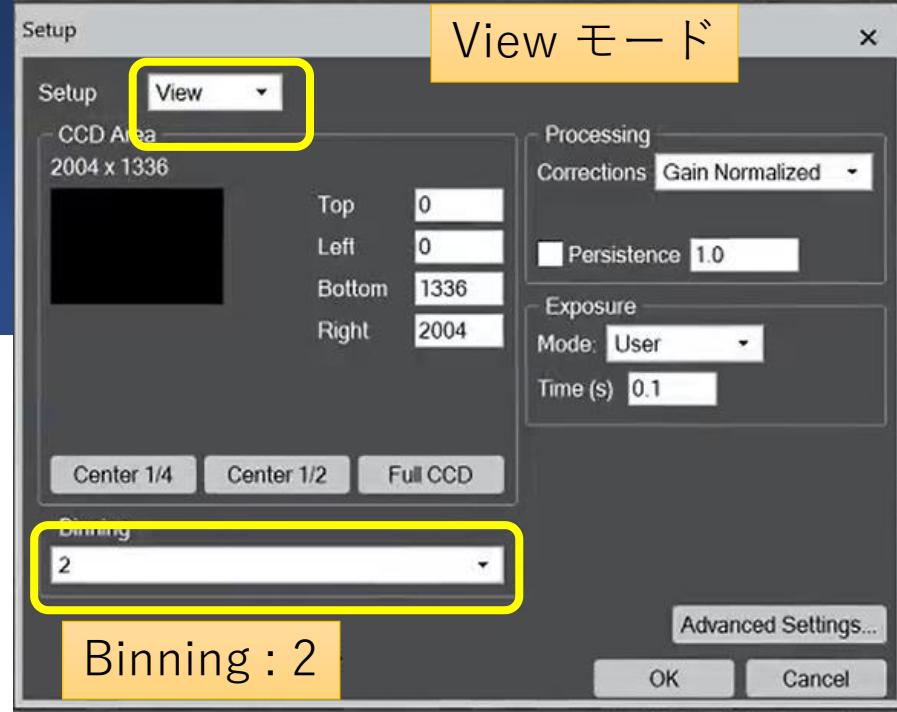 Setup
View モード
×
Setup View
CCD Area
2004 x 1336
Top 0
Left 0
Bottom 1336
Right 2004
Center 1/4 Center 1/2 Full CCD
Binning
2
Processing
Corrections Gain Normalized
Persistence 1.0
Exposure
Mode: User
Time (s) 0.1
Binning : 2
Advanced Settings...
OK Cancel